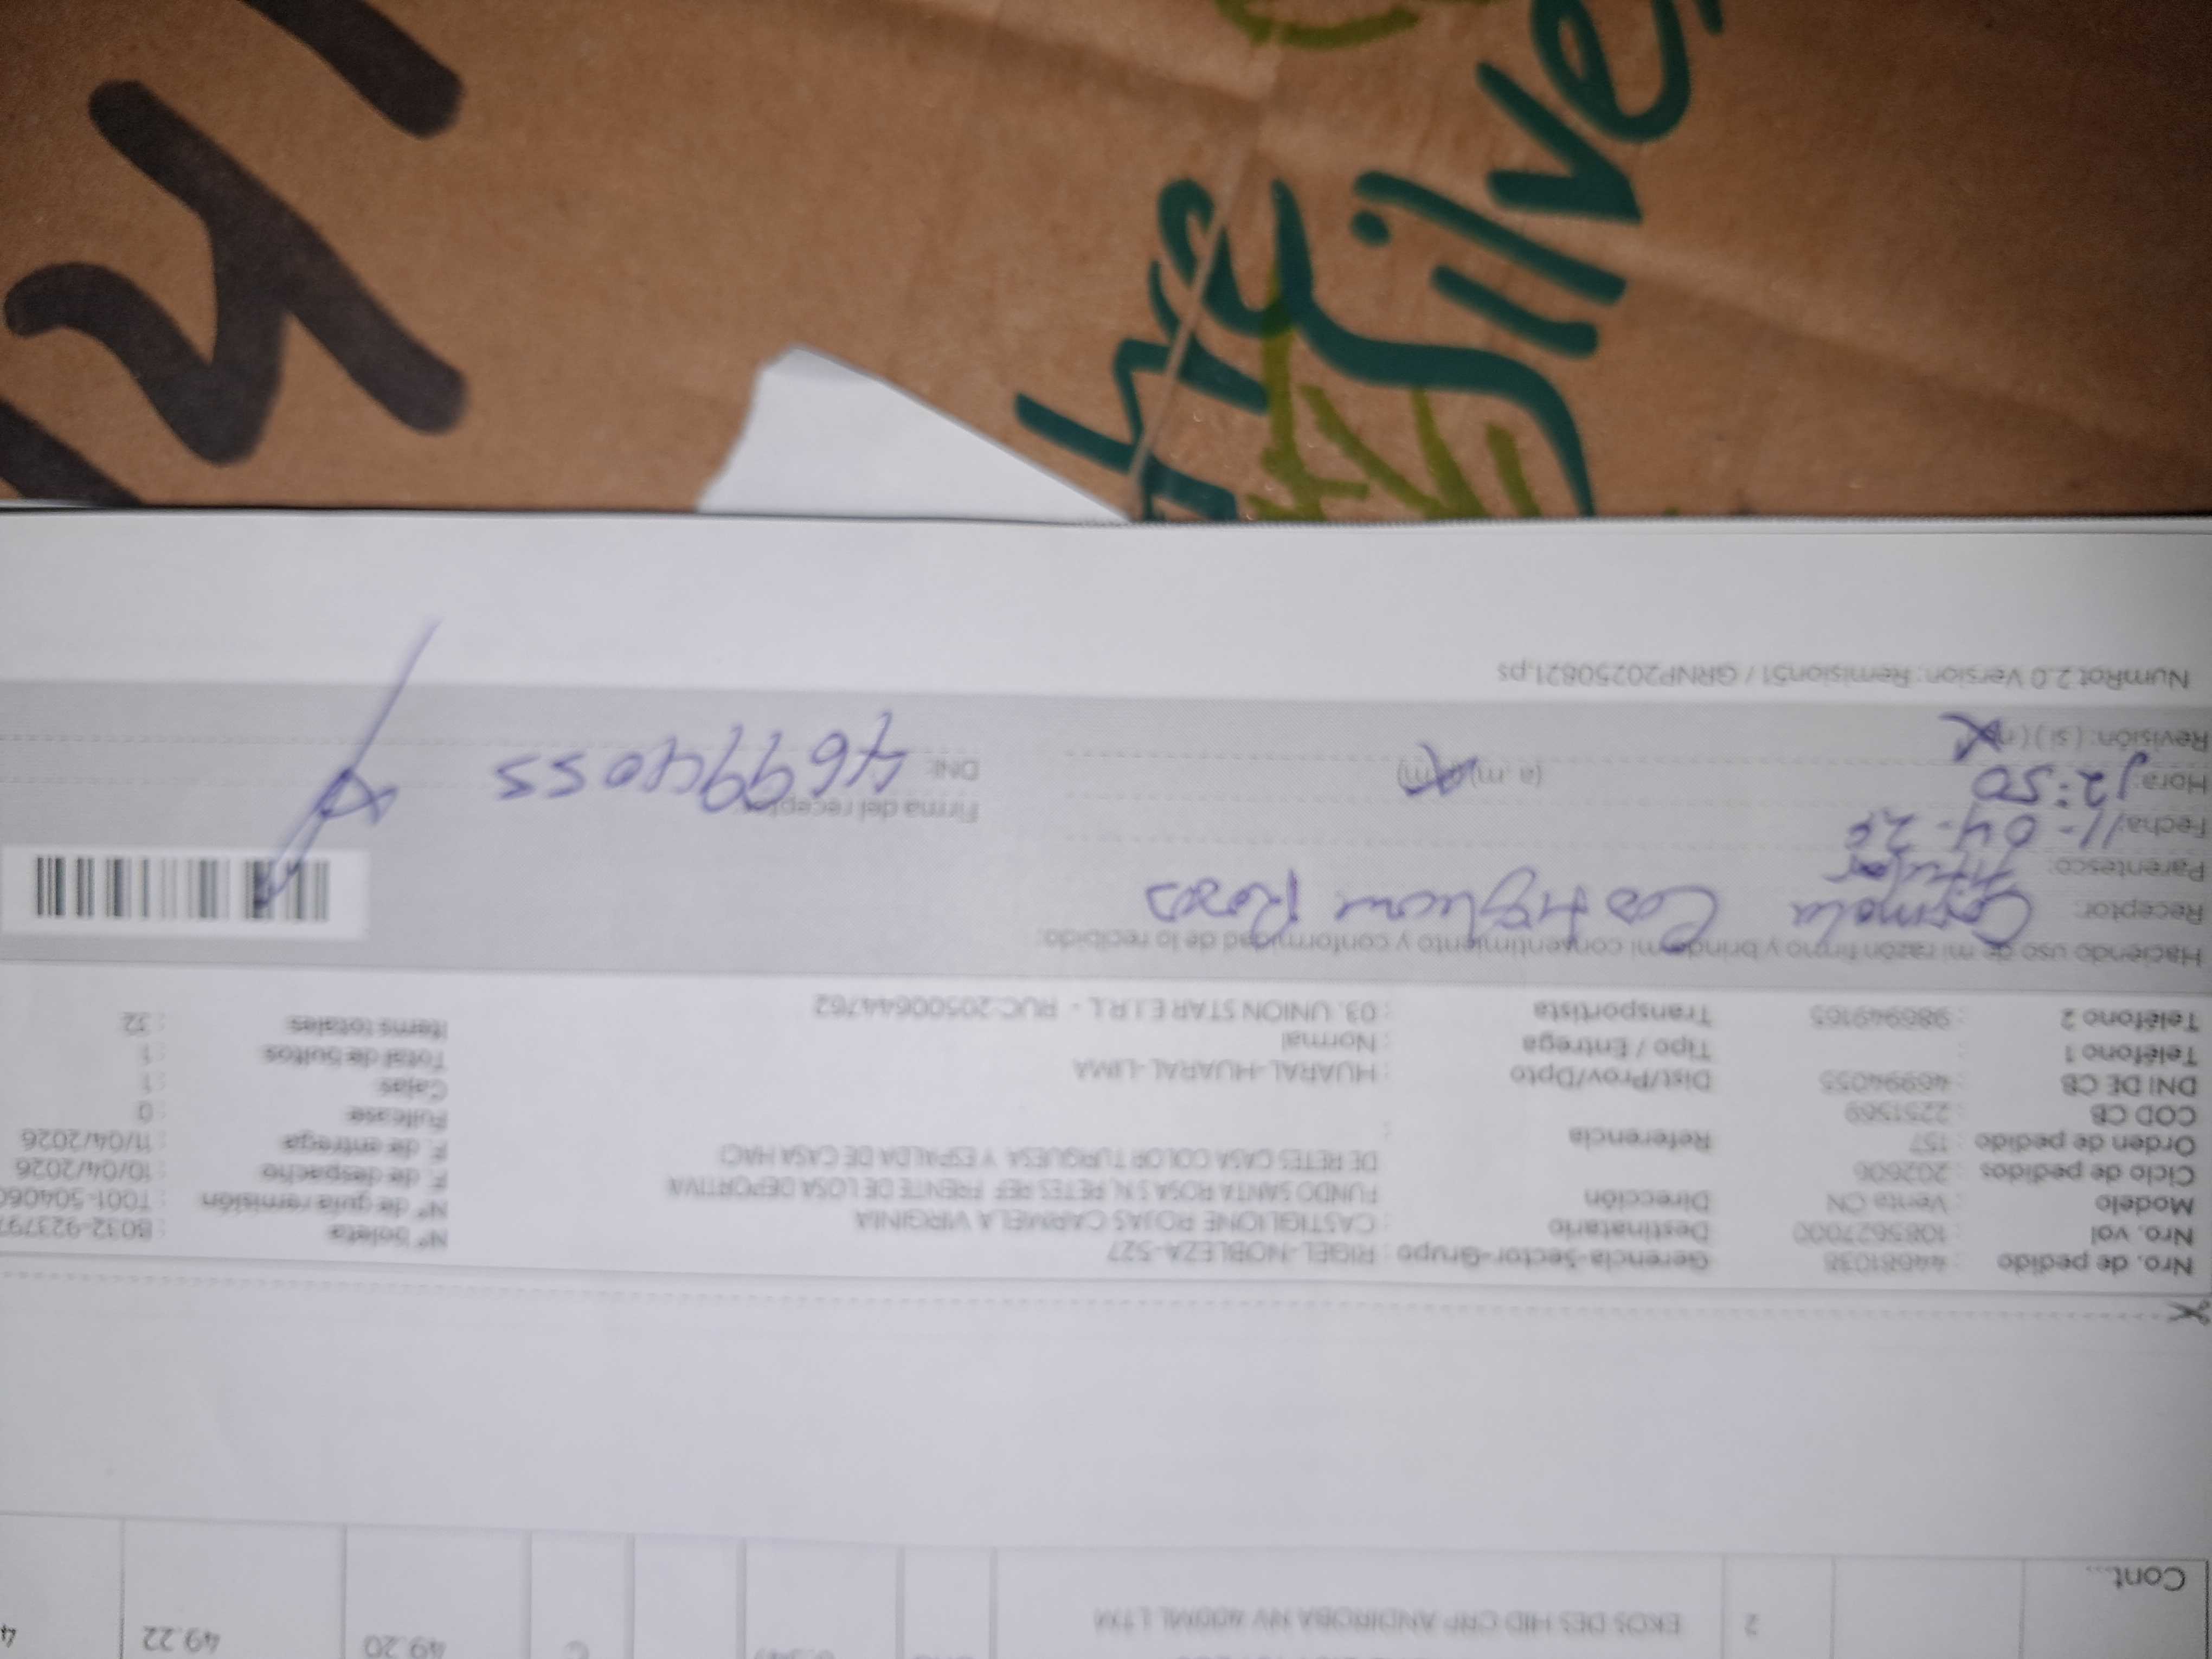 Cont...
2 EKOS DES HID CRP ANDIROBA NV 400ML LTM 49.20 49.22
Nro. de pedido : 44681038 Gerencia-Sector-Grupo : RIGEL-NOBLEZA-527 N° boleta : B032-92379
Nro. vol : 1085627000 Destinatario : CASTIGLIONE ROJAS CARMELA VIRGINIA N° de guía remisión : T001-504060
Modelo : Venta CN Dirección : FUNDO SANTA ROSA S.N. RETES REF. FRENTE DE LOSA DEPORTIVA F. de despacho : 10/04/2026
Ciclo de pedidos : 202606 DE RETES CASA COLOR TURQUESA Y ESPALDA DE CASA HACI F. de entrega : 11/04/2026
Orden de pedido : 157 Referencia : Fullcase : 0
COD CB : 2251569 Cajas : 1
DNI DE CB : 46994055 Dist/Prov/Dpto : HUARAL-HUARAL-LIMA Total de bultos : 1
Teléfono 1 : Tipo / Entrega : Normal Items totales : 32
Teléfono 2 : 986949165 Transportista : 03. UNION STAR E.I.R.L - RUC:20500644762
Haciendo uso de mi razón firmo y brindo mi consentimiento y conformidad de lo recibido:
Receptor: Carmela Castiglione Rojas
Parentesco: Titular
Fecha: 11-04-26 Firma del receptor:
Hora: 12:50 (a.m) (p.m) DNI: 46994055
Revisión: (si) (no)
NumRot 2.0 Version: Remision51 / GRNP20250821.ps